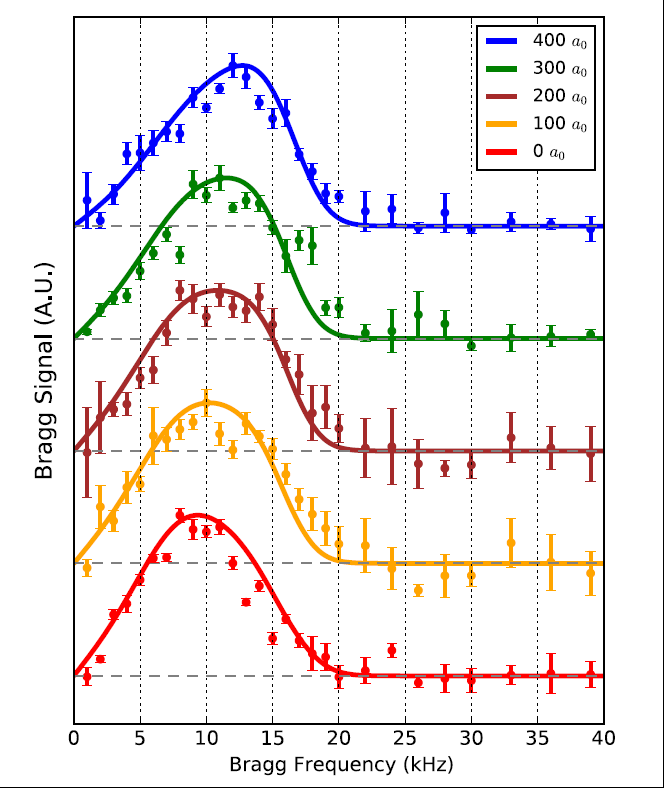 400 a₀
300 a₀
200 a₀
100 a₀
0 a₀
Bragg Signal (A.U.)
0 5 10 15 20 25 30 35 40
Bragg Frequency (kHz)